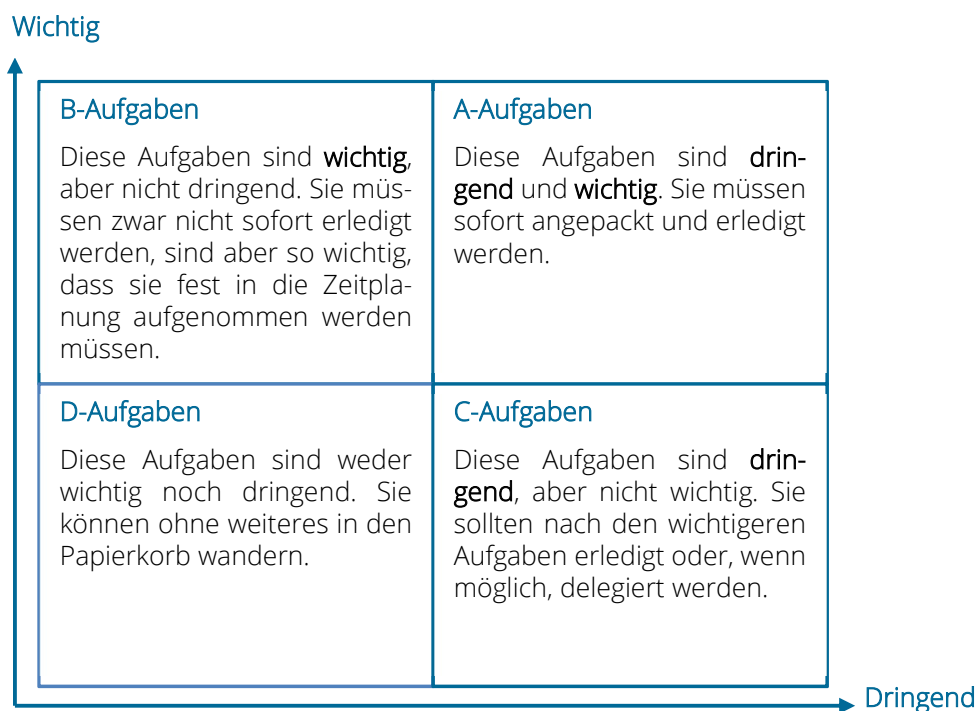 Wichtig
B-Aufgaben
Diese Aufgaben sind wichtig,
aber nicht dringend. Sie müs-
sen zwar nicht sofort erledigt
werden, sind aber so wichtig,
dass sie fest in die Zeitpla-
nung aufgenommen werden
müssen.
A-Aufgaben
Diese Aufgaben sind drin-
gend und wichtig. Sie müssen
sofort angepackt und erledigt
werden.
D-Aufgaben
Diese Aufgaben sind weder
wichtig noch dringend. Sie
können ohne weiteres in den
Papierkorb wandern.
C-Aufgaben
Diese Aufgaben sind drin-
gend, aber nicht wichtig. Sie
sollten nach den wichtigeren
Aufgaben erledigt oder, wenn
möglich, delegiert werden.
Dringend